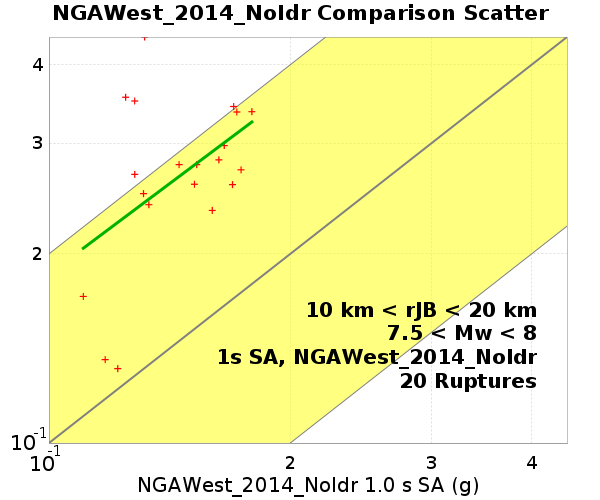 NGAWest_2014_NoIdr Comparison Scatter
4
3
2
10 km < rJB < 20 km
7.5 < Mw < 8
1s SA, NGAWest_2014_NoIdr
20 Ruptures
10-1
10-1
2
3
4
NGAWest_2014_NoIdr 1.0 s SA (g)